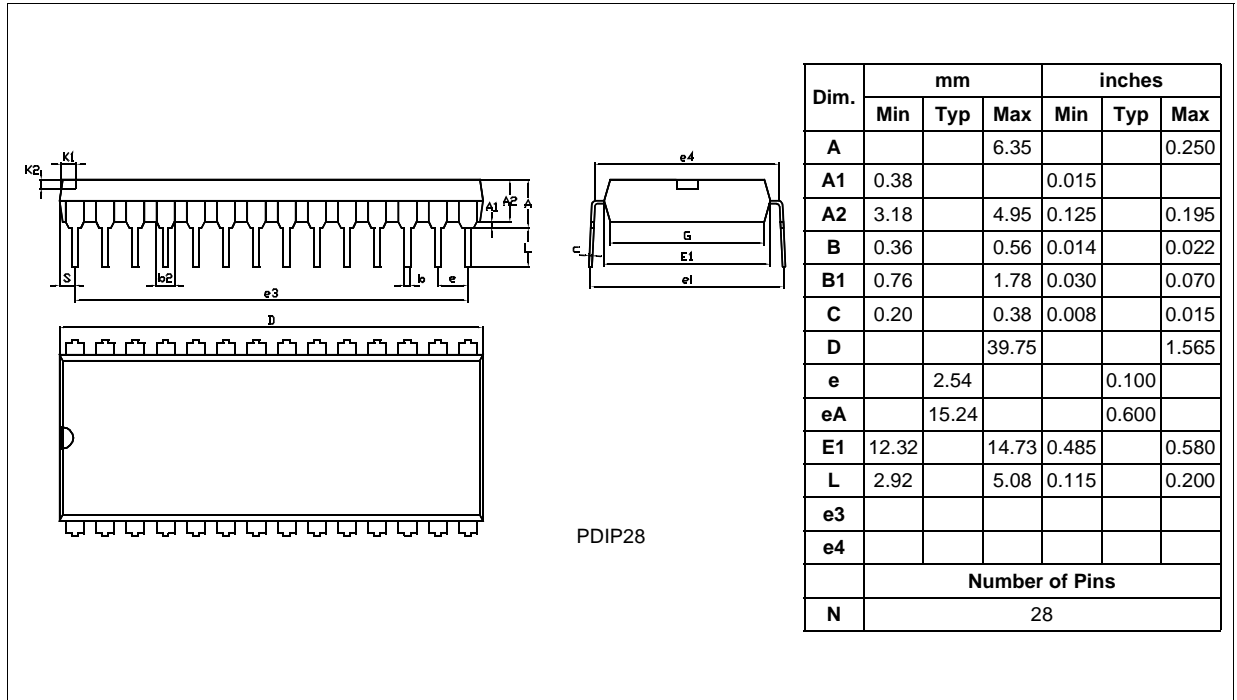 K1
K2
A1
A2
A
L
S
b2
b
e
e3
D
e4
c
G
E1
e1
PDIP28
Dim. mm inches
Min Typ Max Min Typ Max
A 6.35 0.250
A1 0.38 0.015
A2 3.18 4.95 0.125 0.195
B 0.36 0.56 0.014 0.022
B1 0.76 1.78 0.030 0.070
C 0.20 0.38 0.008 0.015
D 39.75 1.565
e 2.54 0.100
eA 15.24 0.600
E1 12.32 14.73 0.485 0.580
L 2.92 5.08 0.115 0.200
e3
e4
Number of Pins
N 28